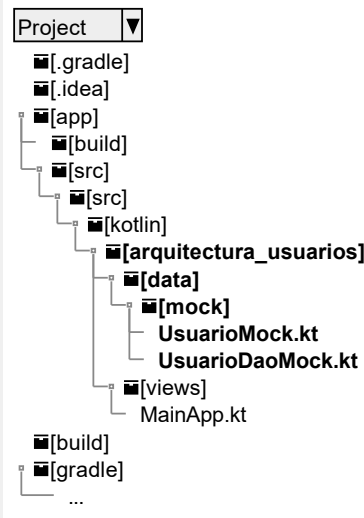 Project
[.gradle]
[.idea]
[app]
[build]
[src]
[src]
[kotlin]
[arquitectura_usuarios]
[data]
[mock]
UsuarioMock.kt
UsuarioDaoMock.kt
[views]
MainApp.kt
[build]
[gradle]
...